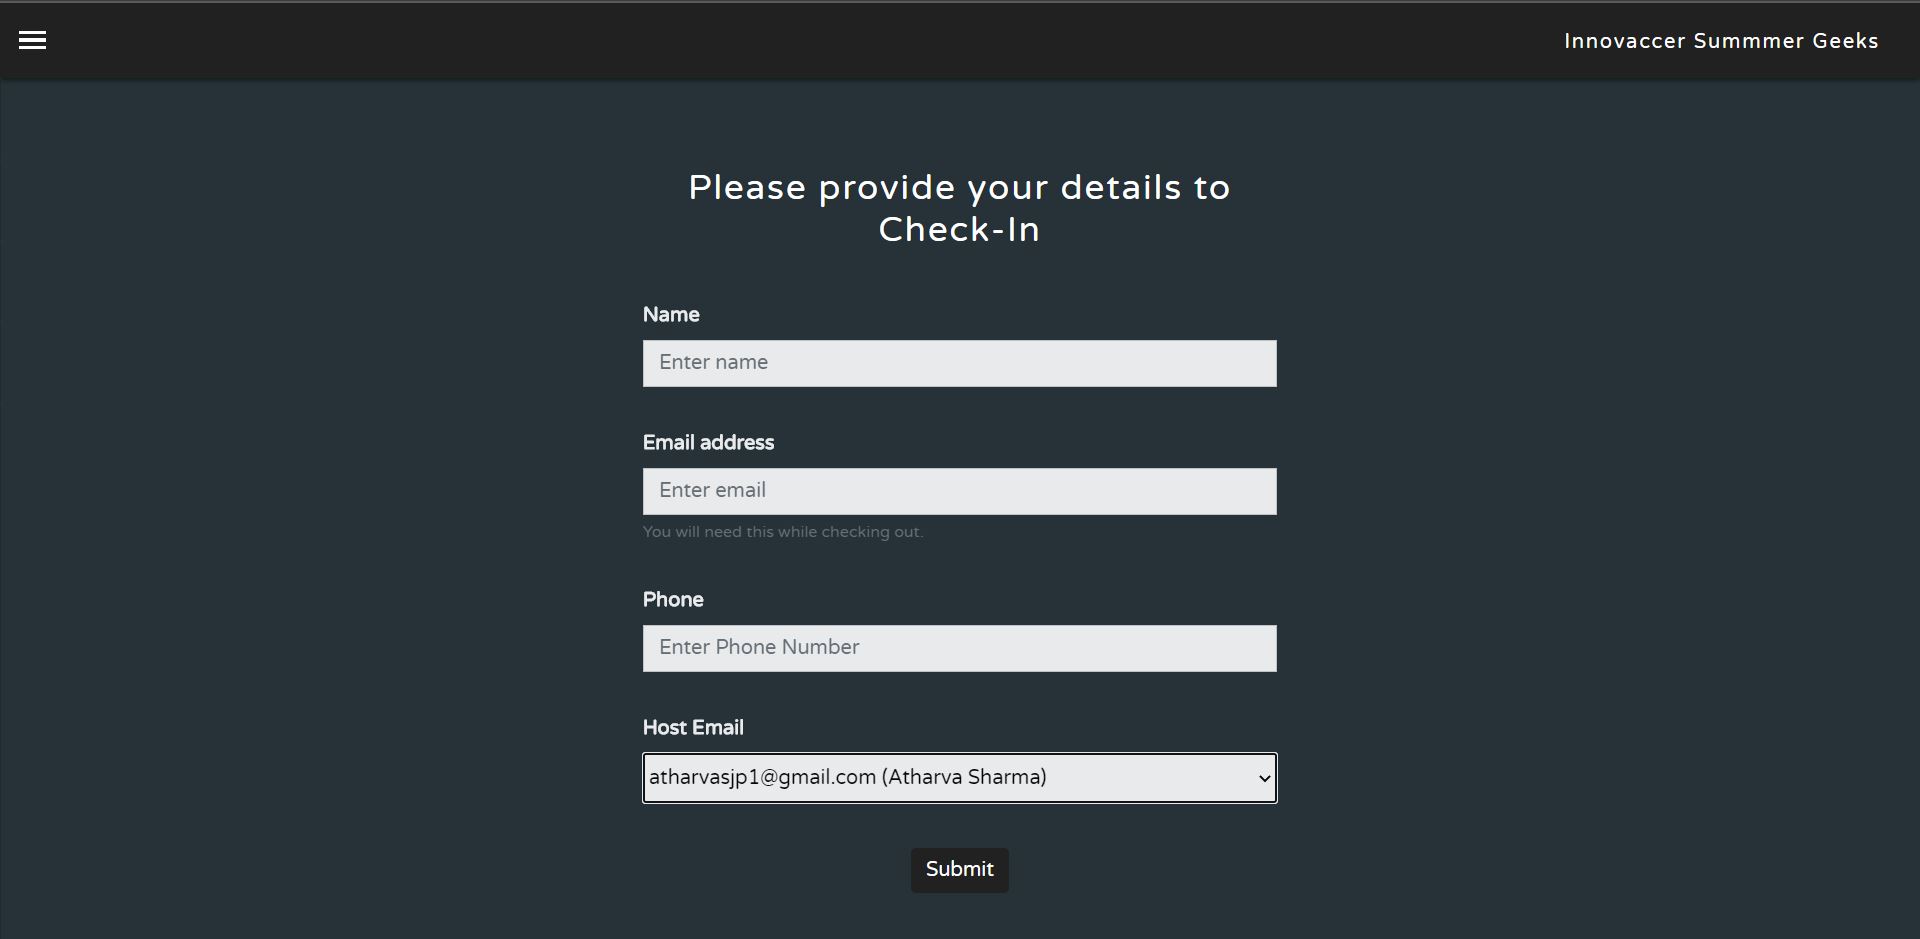 Innovaccer Summmer Geeks
Please provide your details to
Check-In
Name
Enter name
Email address
Enter email
You will need this while checking out.
Phone
Enter Phone Number
Host Email
atharvasjp1@gmail.com (Atharva Sharma)
Submit